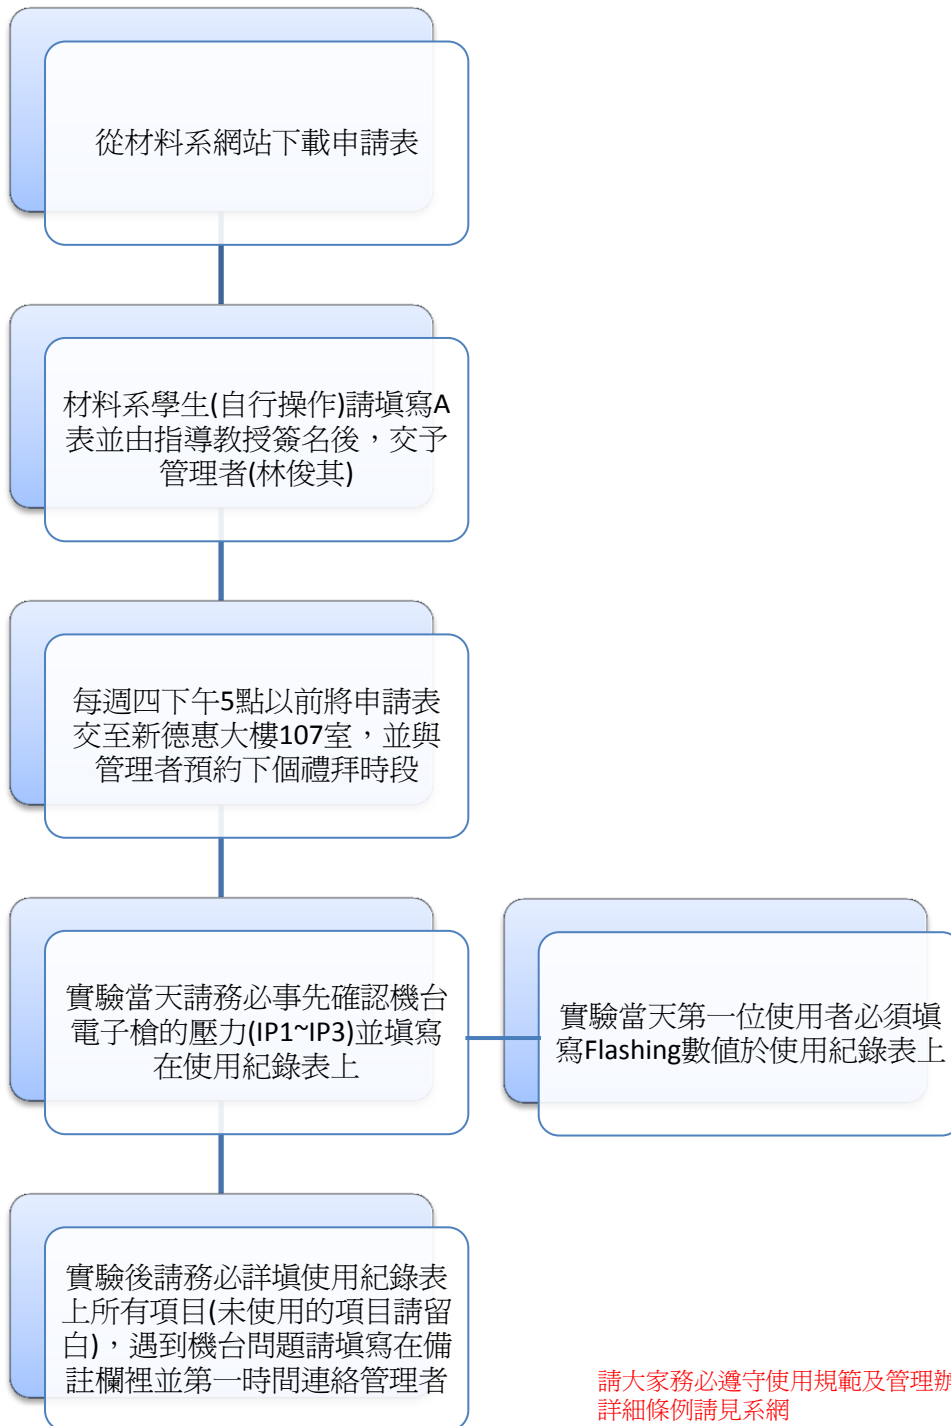 從材料系網站下載申請表
材料系學生(自行操作)請填寫A
表並由指導教授簽名後，交予
管理者(林俊其)
每週四下午5點以前將申請表
交至新德惠大樓107室，並與
管理者預約下個禮拜時段
實驗當天請務必事先確認機台
電子槍的壓力(IP1~IP3)並填寫
在使用紀錄表上
實驗當天第一位使用者必須填
寫Flashing數值於使用紀錄表上
實驗後請務必詳填使用紀錄表
上所有項目(未使用的項目請留
白)，遇到機台問題請填寫在備
註欄裡並第一時間連絡管理者
請大家務必遵守使用規範及管理辦
詳細條例請見系網